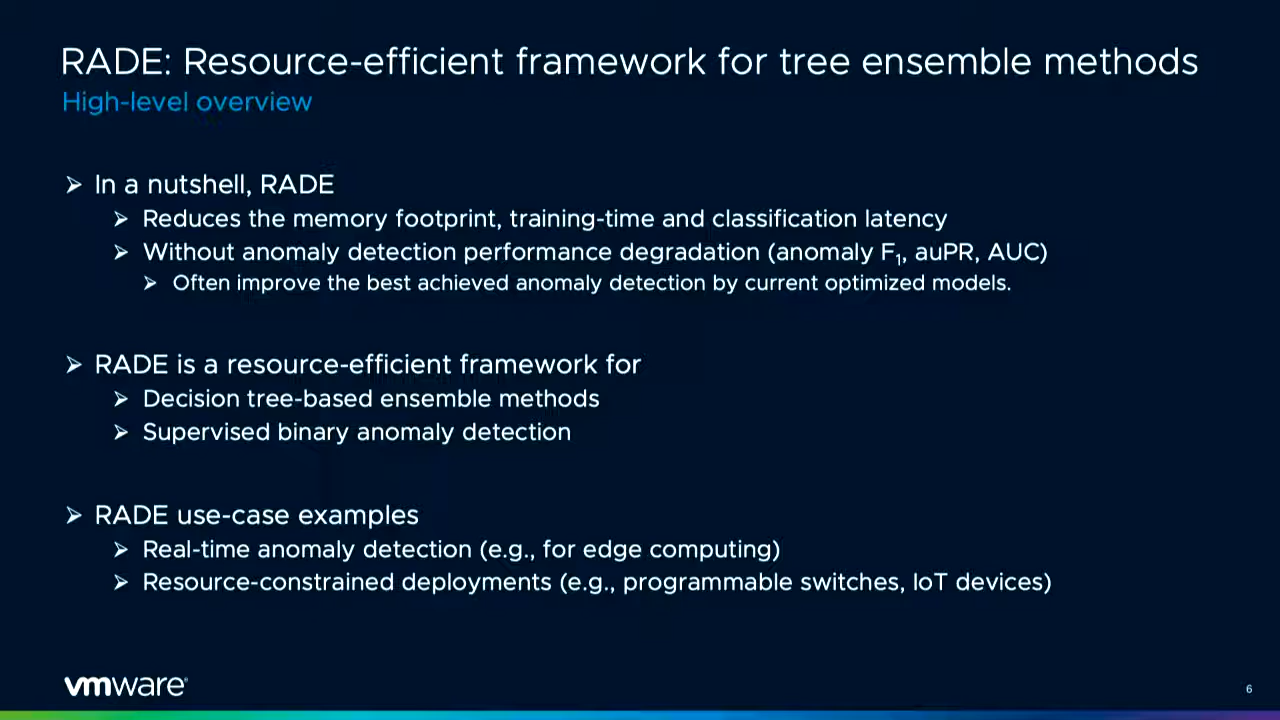 RADE: Resource-efficient framework for tree ensemble methods
High-level overview
➢ In a nutshell, RADE
➢ Reduces the memory footprint, training-time and classification latency
➢ Without anomaly detection performance degradation (anomaly F₁, auPR, AUC)
➢ Often improve the best achieved anomaly detection by current optimized models.
➢ RADE is a resource-efficient framework for
➢ Decision tree-based ensemble methods
➢ Supervised binary anomaly detection
➢ RADE use-case examples
➢ Real-time anomaly detection (e.g., for edge computing)
➢ Resource-constrained deployments (e.g., programmable switches, IoT devices)
vmware®
6